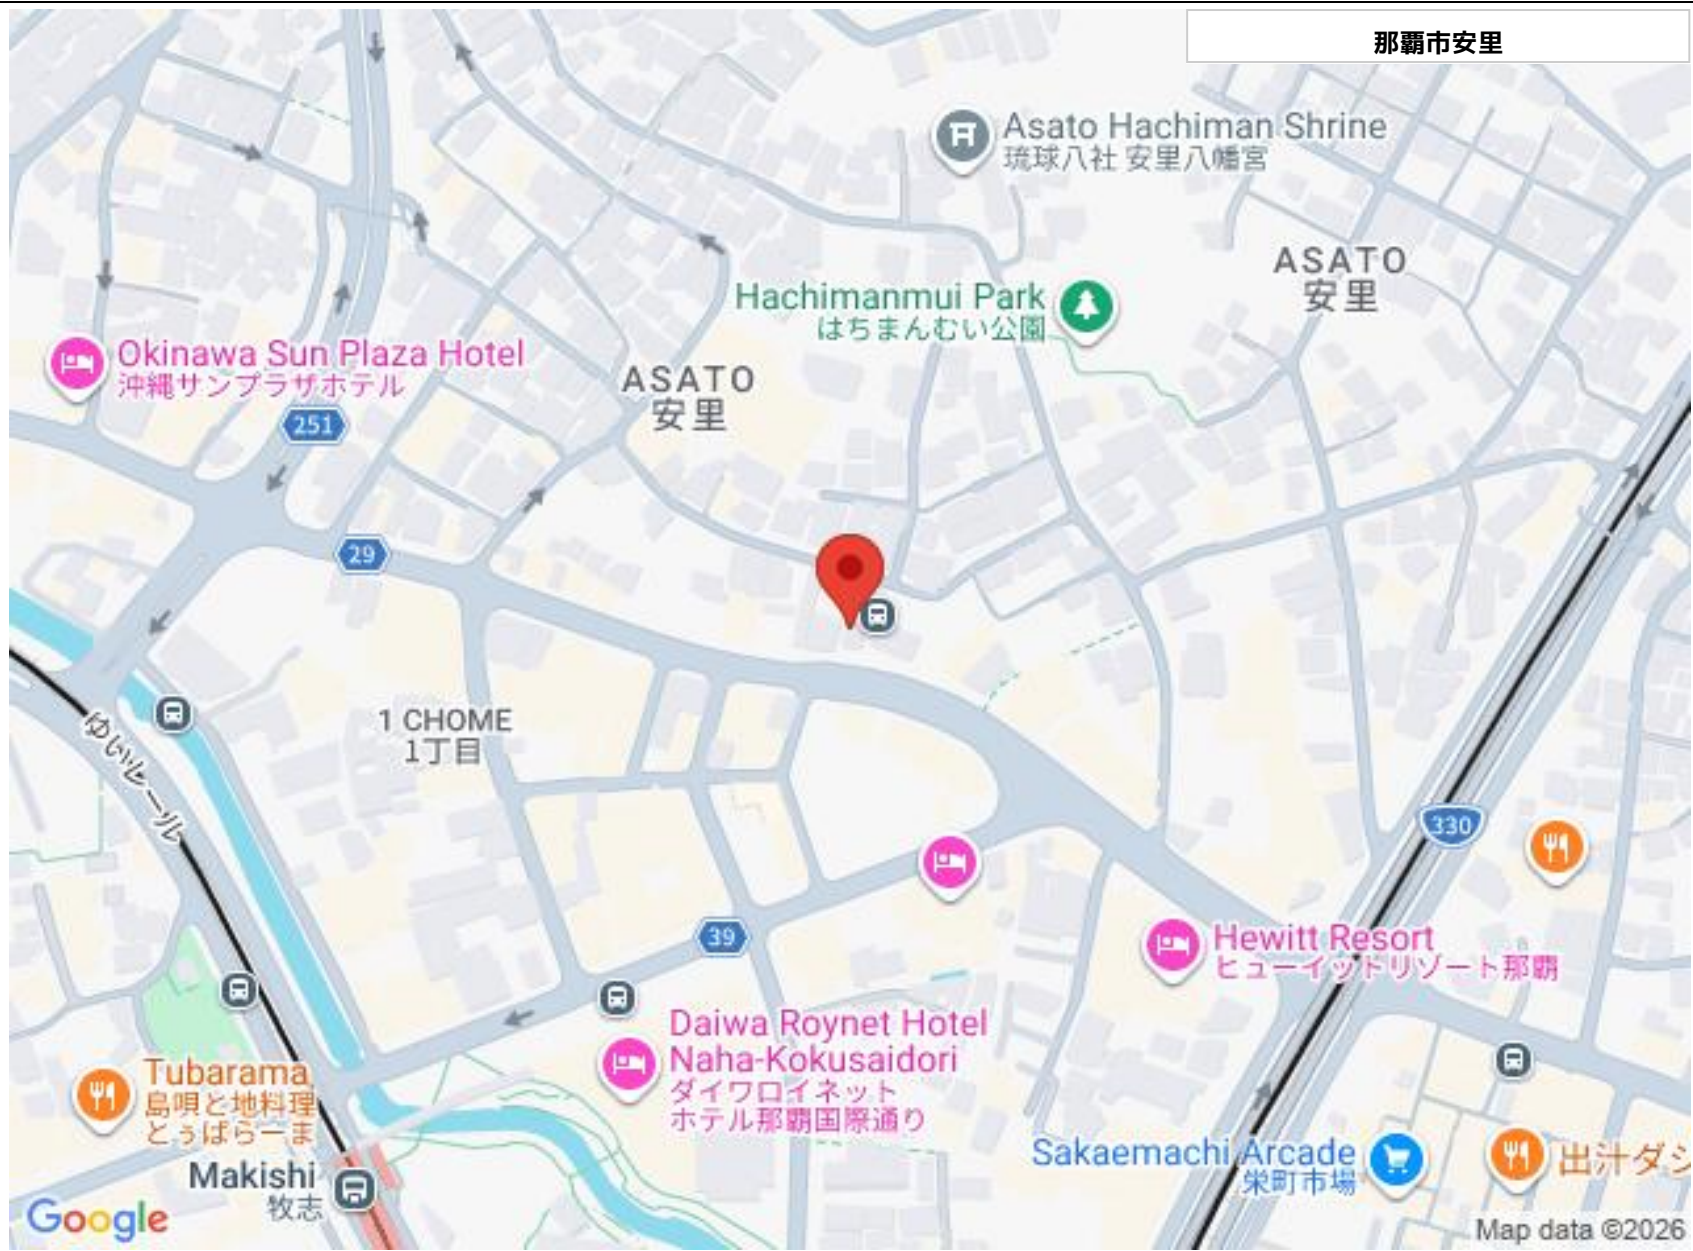 那覇市安里
Asato Hachiman Shrine
琉球八社 安里八幡宮
ASATO
安里
Hachimanmui Park
はちまんむい公園
Okinawa Sun Plaza Hotel
沖縄サンプラザホテル
ASATO
安里
251
29
1 CHOME
1丁目
ゆいレール
330
39
Hewitt Resort
ヒューイットリゾート那覇
Daiwa Roynet Hotel
Naha-Kokusaidori
ダイワロイネット
ホテル那覇国際通り
Tubarama
島唄と地料理
とぅばらーま
Sakaemachi Arcade
栄町市場
出汁ダシ
Makishi
牧志
Google
Map data ©2026